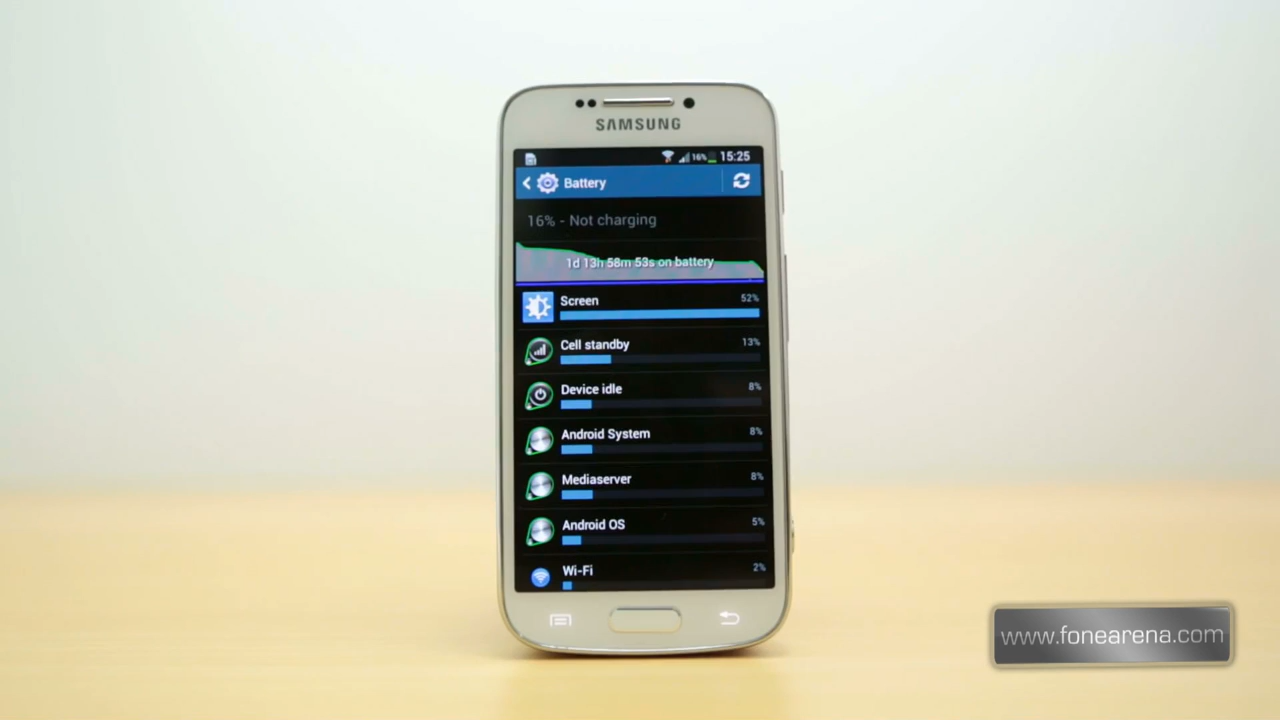 SAMSUNG
16% 15:25
Battery
16% - Not charging
1d 13h 58m 53s on battery
Screen 52%
Cell standby 13%
Device idle 8%
Android System 8%
Mediaserver 8%
Android OS 5%
Wi-Fi 2%
www.fonearena.com